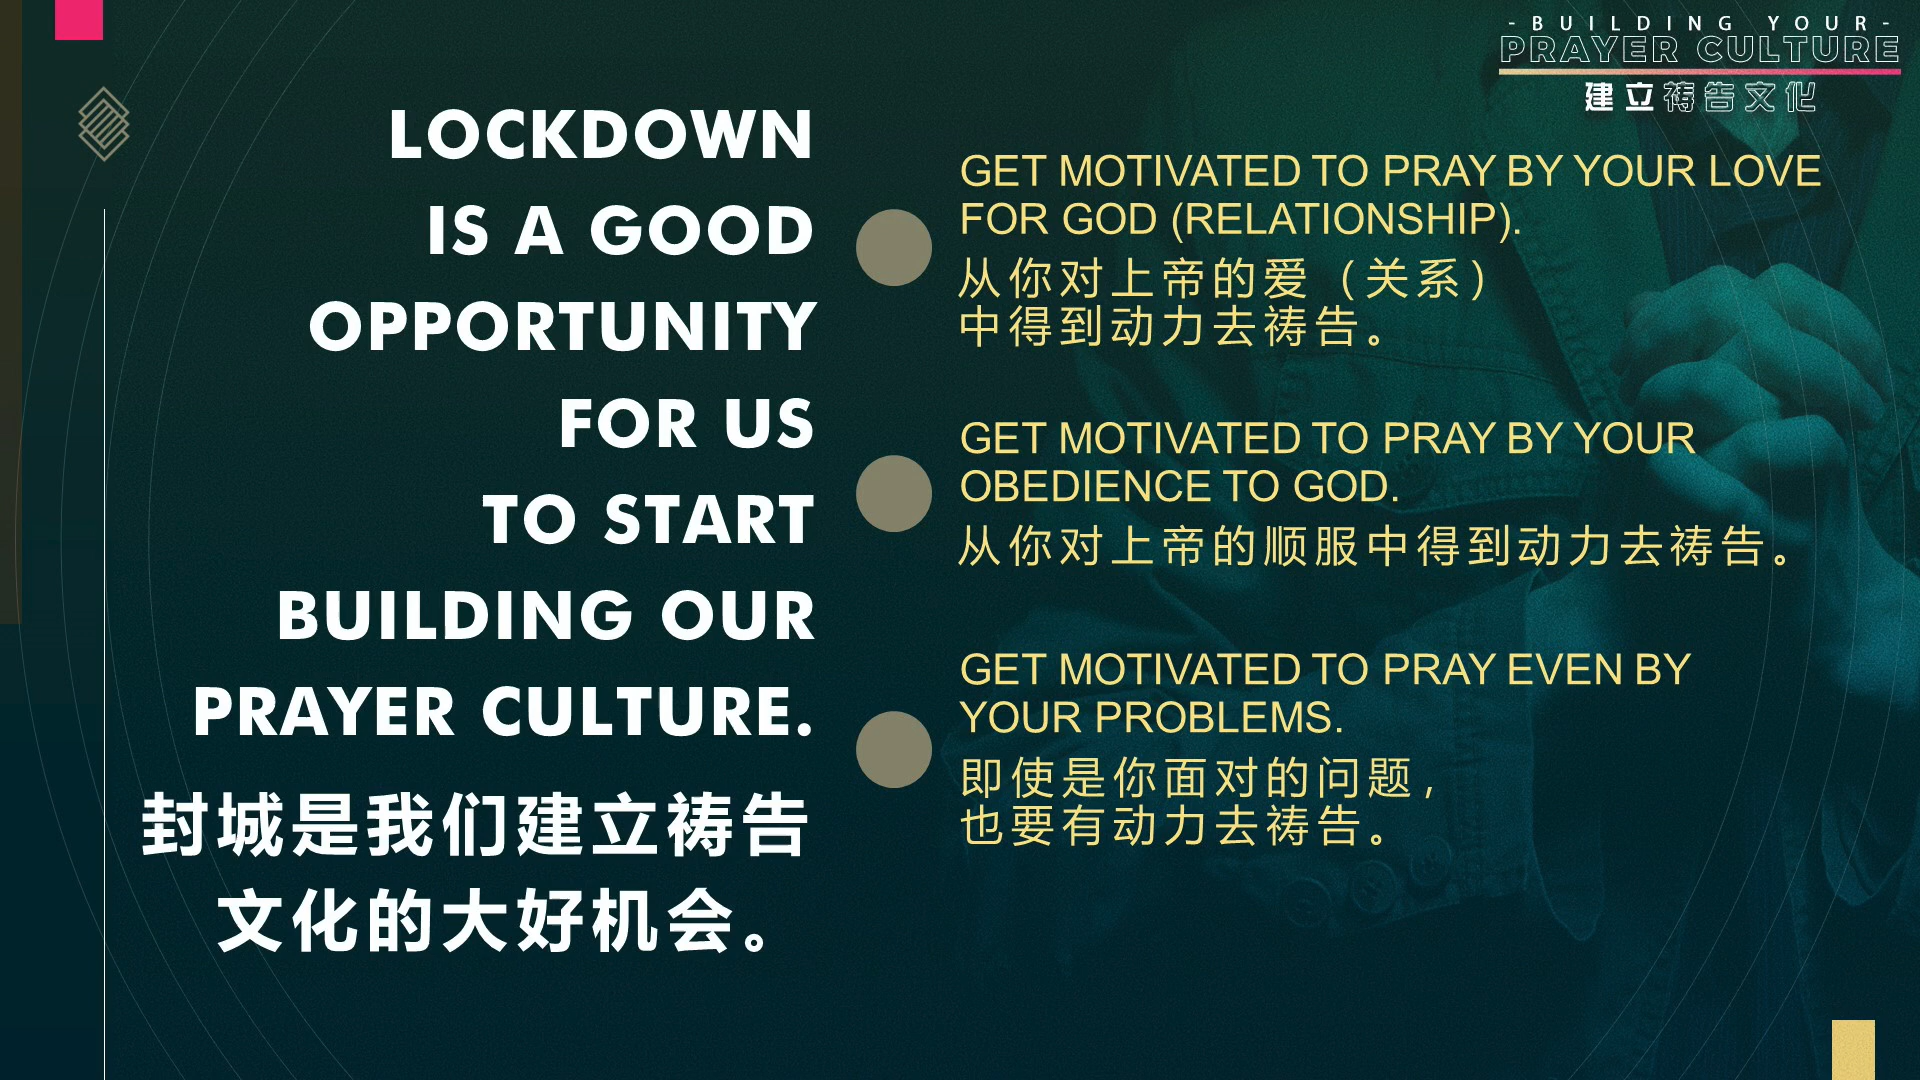 - BUILDING YOUR -
PRAYER CULTURE
建立祷告文化
LOCKDOWN
IS A GOOD
OPPORTUNITY
FOR US
TO START
BUILDING OUR
PRAYER CULTURE.
封城是我们建立祷告
文化的大好机会。
GET MOTIVATED TO PRAY BY YOUR LOVE
FOR GOD (RELATIONSHIP).
从你对上帝的爱（关系）
中得到动力去祷告。
GET MOTIVATED TO PRAY BY YOUR
OBEDIENCE TO GOD.
从你对上帝的顺服中得到动力去祷告。
GET MOTIVATED TO PRAY EVEN BY
YOUR PROBLEMS.
即使是你面对的问题，
也要有动力去祷告。